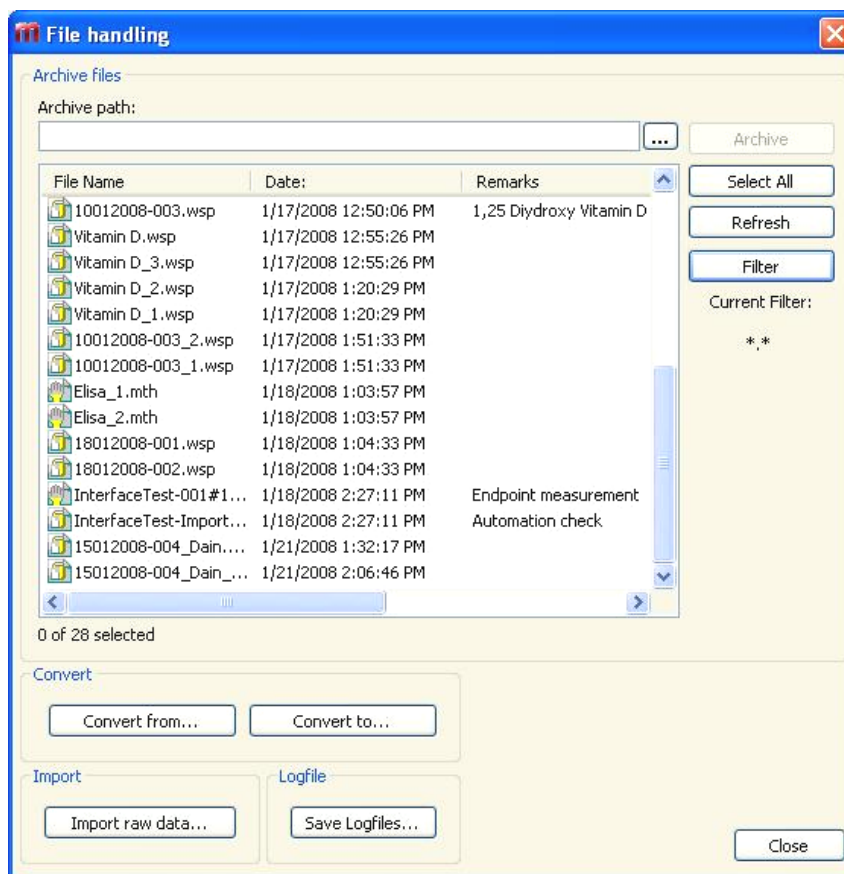 File handling
Archive files
Archive path:
...
Archive
File Name Date: Remarks
Select All
10012008-003.wsp 1/17/2008 12:50:06 PM 1,25 Diydroxy Vitamin D
Refresh
Vitamin D.wsp 1/17/2008 12:55:26 PM
Vitamin D_3.wsp 1/17/2008 12:55:26 PM
Filter
Vitamin D_2.wsp 1/17/2008 1:20:29 PM
Current Filter:
Vitamin D_1.wsp 1/17/2008 1:20:29 PM
10012008-003_2.wsp 1/17/2008 1:51:33 PM
*.*
10012008-003_1.wsp 1/17/2008 1:51:33 PM
Elisa_1.mth 1/18/2008 1:03:57 PM
Elisa_2.mth 1/18/2008 1:03:57 PM
18012008-001.wsp 1/18/2008 1:04:33 PM
18012008-002.wsp 1/18/2008 1:04:33 PM
InterfaceTest-001#1... 1/18/2008 2:27:11 PM Endpoint measurement
InterfaceTest-Import... 1/18/2008 2:27:11 PM Automation check
15012008-004_Dain.... 1/21/2008 1:32:17 PM
15012008-004_Dain_... 1/21/2008 2:06:46 PM
0 of 28 selected
Convert
Convert from... Convert to...
Import Logfile
Import raw data... Save Logfiles...
Close